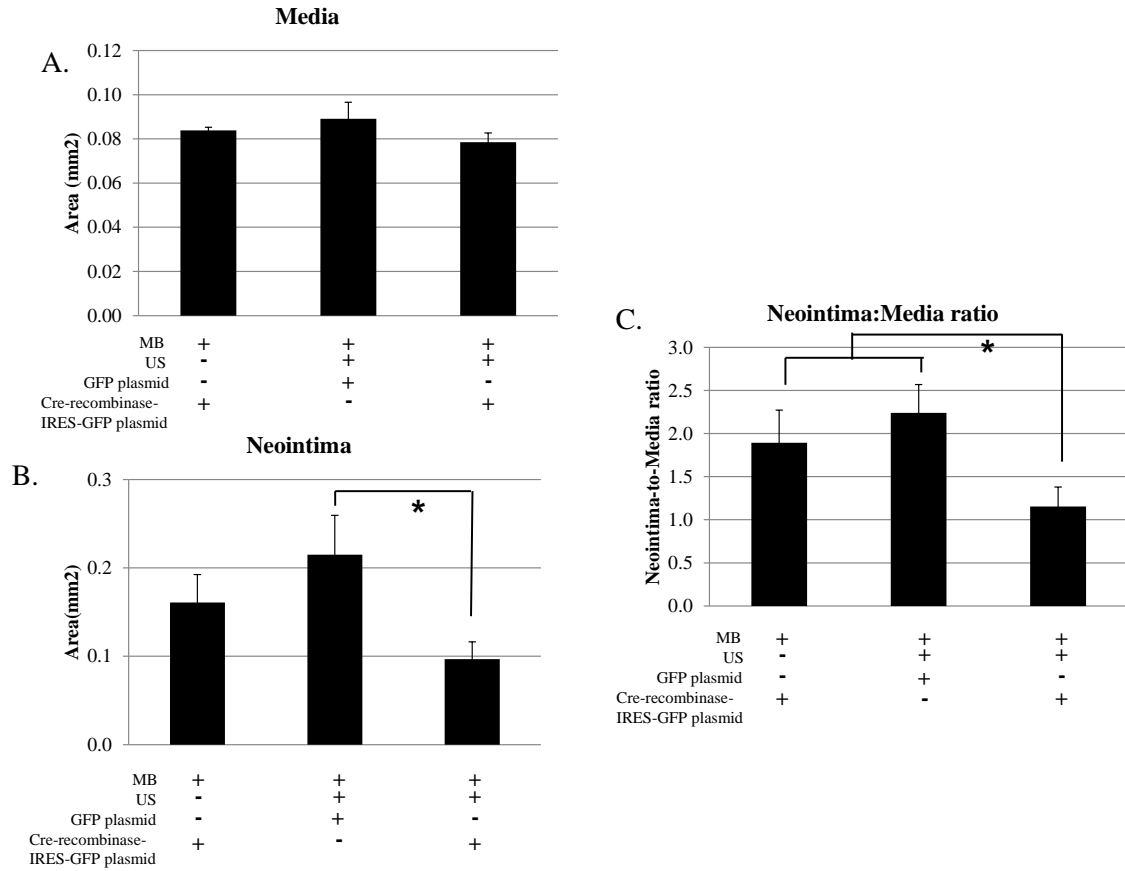 Media
A.
0.12
0.10
0.08
0.06
0.04
0.02
0.00
Area (mm2)
MB + + +
US - + +
GFP plasmid - + -
Cre-recombinase- + - +
IRES-GFP plasmid
Neointima
B.
0.3
0.2
0.1
0.0
Area(mm2)
*
MB + + +
US - + +
GFP plasmid - + -
Cre-recombinase- + - +
IRES-GFP plasmid
C.
Neointima:Media ratio
3.0
2.5
2.0
1.5
1.0
0.5
0.0
Neointima-to-Media ratio
*
MB + + +
US - + +
GFP plasmid - + -
Cre-recombinase- + - +
IRES-GFP plasmid